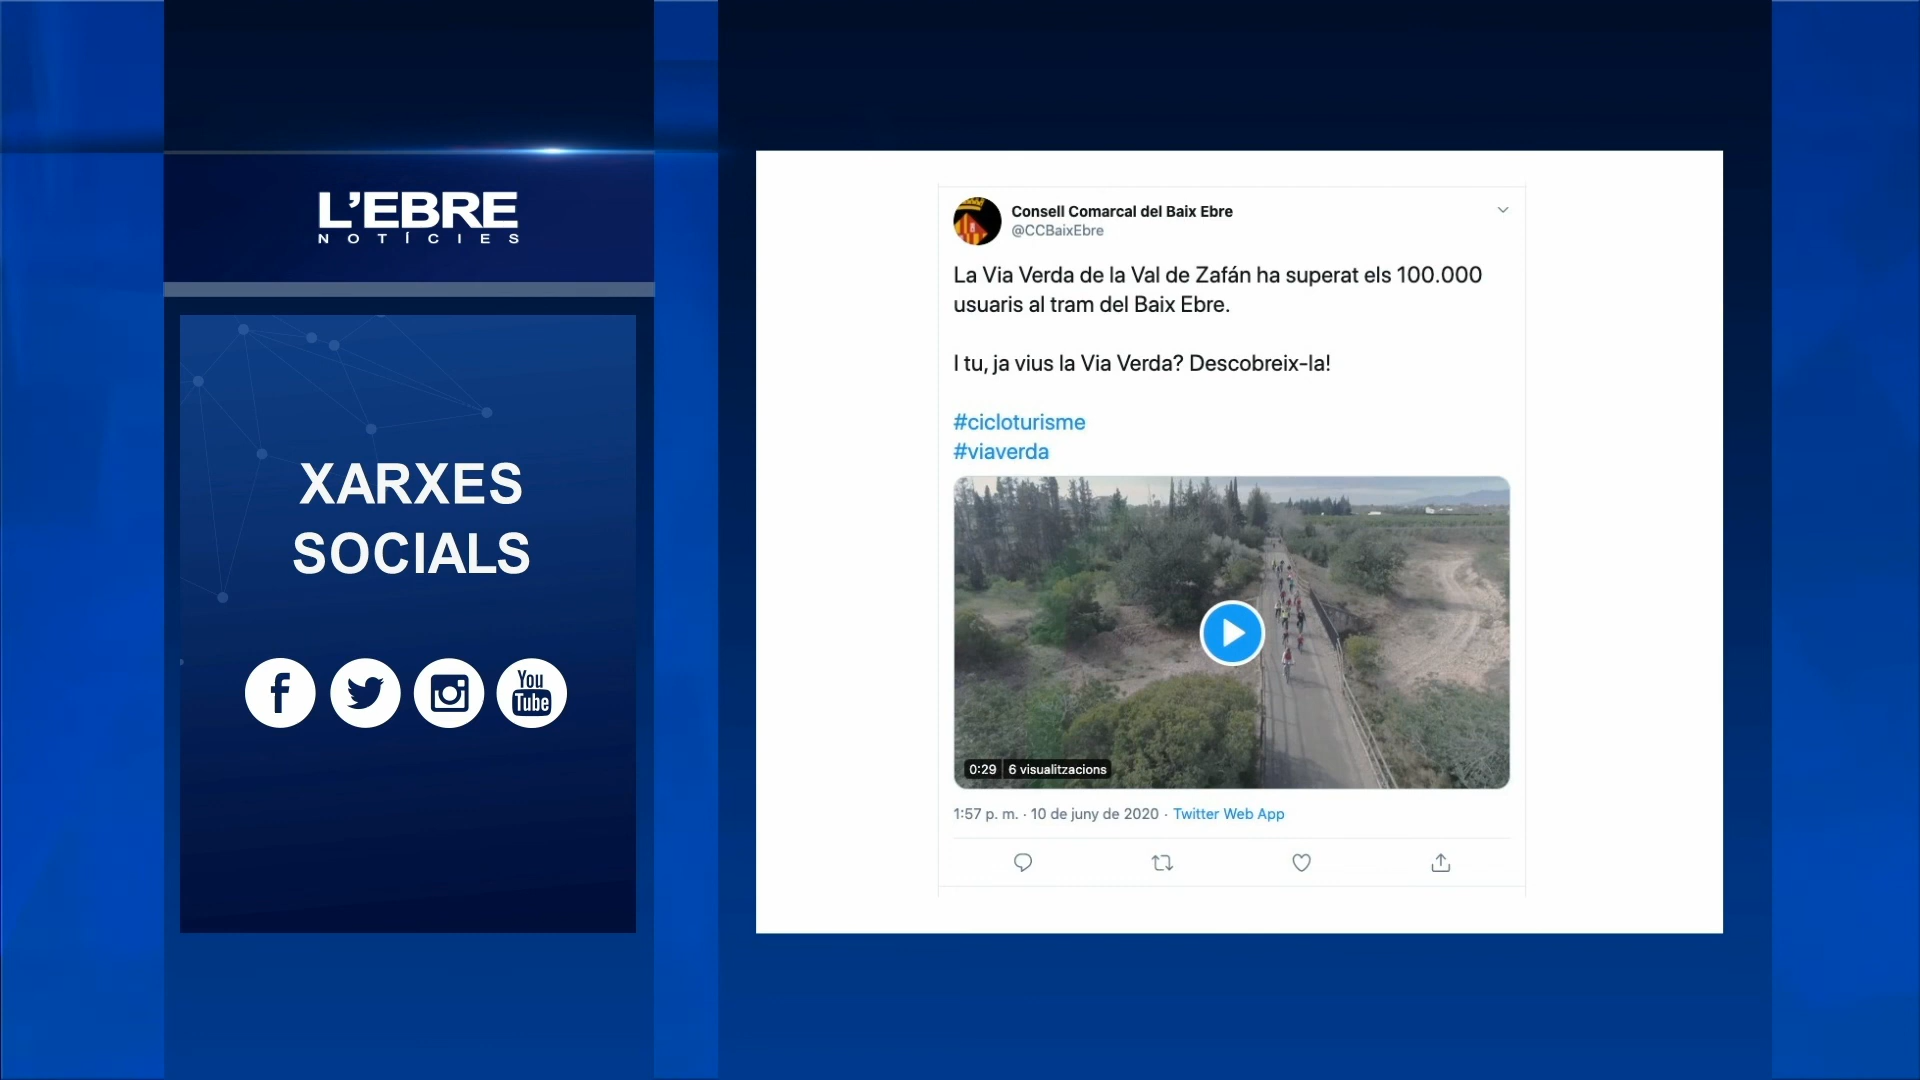 L'EBRE
NOTÍCIES
XARXES
SOCIALS
You
Tube
Consell Comarcal del Baix Ebre
@CCBaixEbre
La Via Verda de la Val de Zafán ha superat els 100.000
usuaris al tram del Baix Ebre.
I tu, ja vius la Via Verda? Descobreix-la!
#cicloturisme
#viaverda
0:29 6 visualitzacions
1:57 p. m. · 10 de juny de 2020 · Twitter Web App